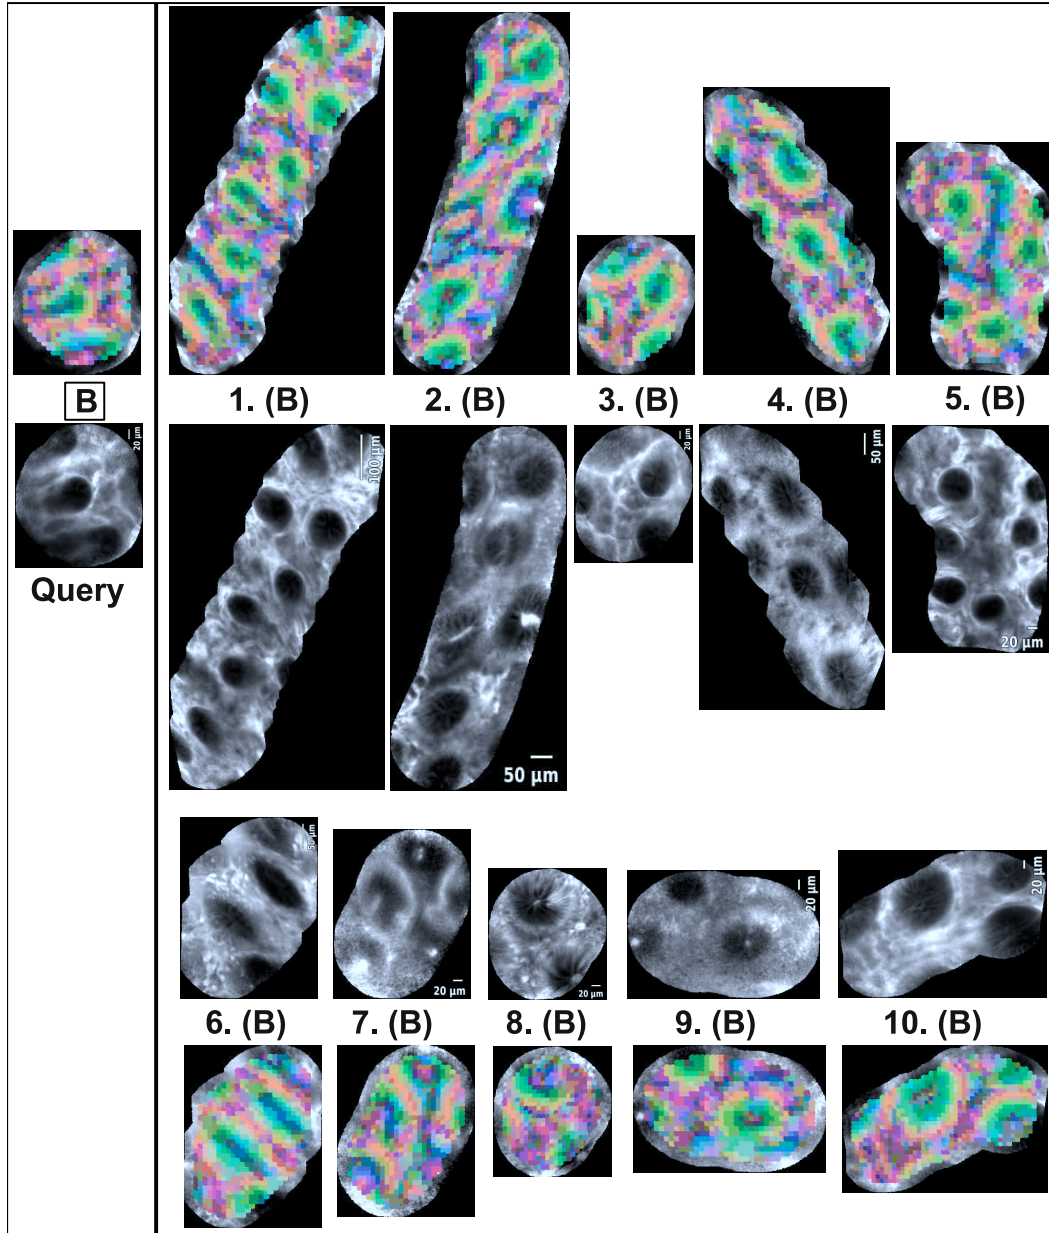 B
1. (B)
2. (B)
3. (B)
4. (B)
5. (B)
20 µm
100 µm
50 µm
20 µm
50 µm
20 µm
Query
50 µm
20 µm
20 µm
20 µm
20 µm
6. (B)
7. (B)
8. (B)
9. (B)
10. (B)